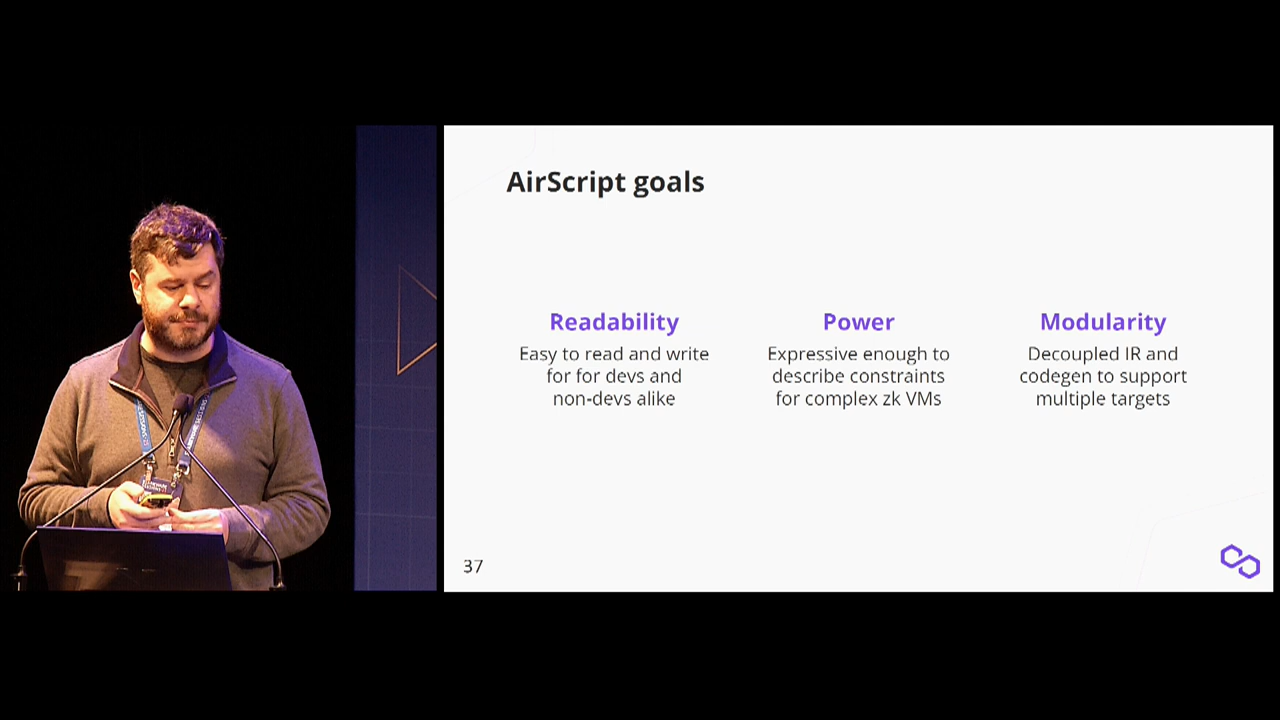 AirScript goals
Readability
Easy to read and write
for for devs and
non-devs alike
Power
Expressive enough to
describe constraints
for complex zk VMs
Modularity
Decoupled IR and
codegen to support
multiple targets
37